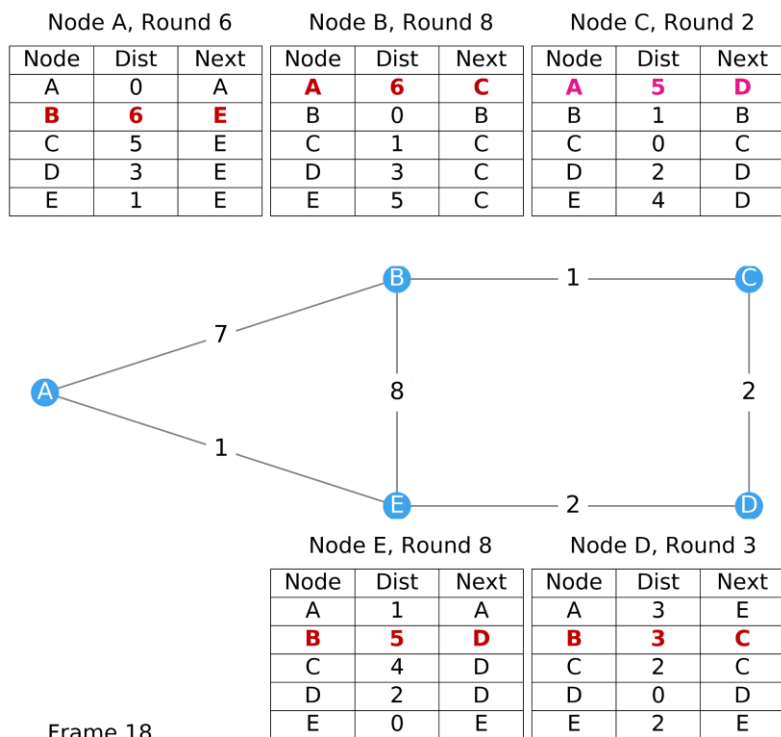 Node A, Round 6
Node Dist Next
A 0 A
B 6 E
C 5 E
D 3 E
E 1 E
Node B, Round 8
Node Dist Next
A 6 C
B 0 B
C 1 C
D 3 C
E 5 C
Node C, Round 2
Node Dist Next
A 5 D
B 1 B
C 0 C
D 2 D
E 4 D
B 1 C
7
A 8 2
1
E 2 D
Node E, Round 8
Node Dist Next
A 1 A
B 5 D
C 4 D
D 2 D
E 0 E
Node D, Round 3
Node Dist Next
A 3 E
B 3 C
C 2 C
D 0 D
E 2 E
Frame 18